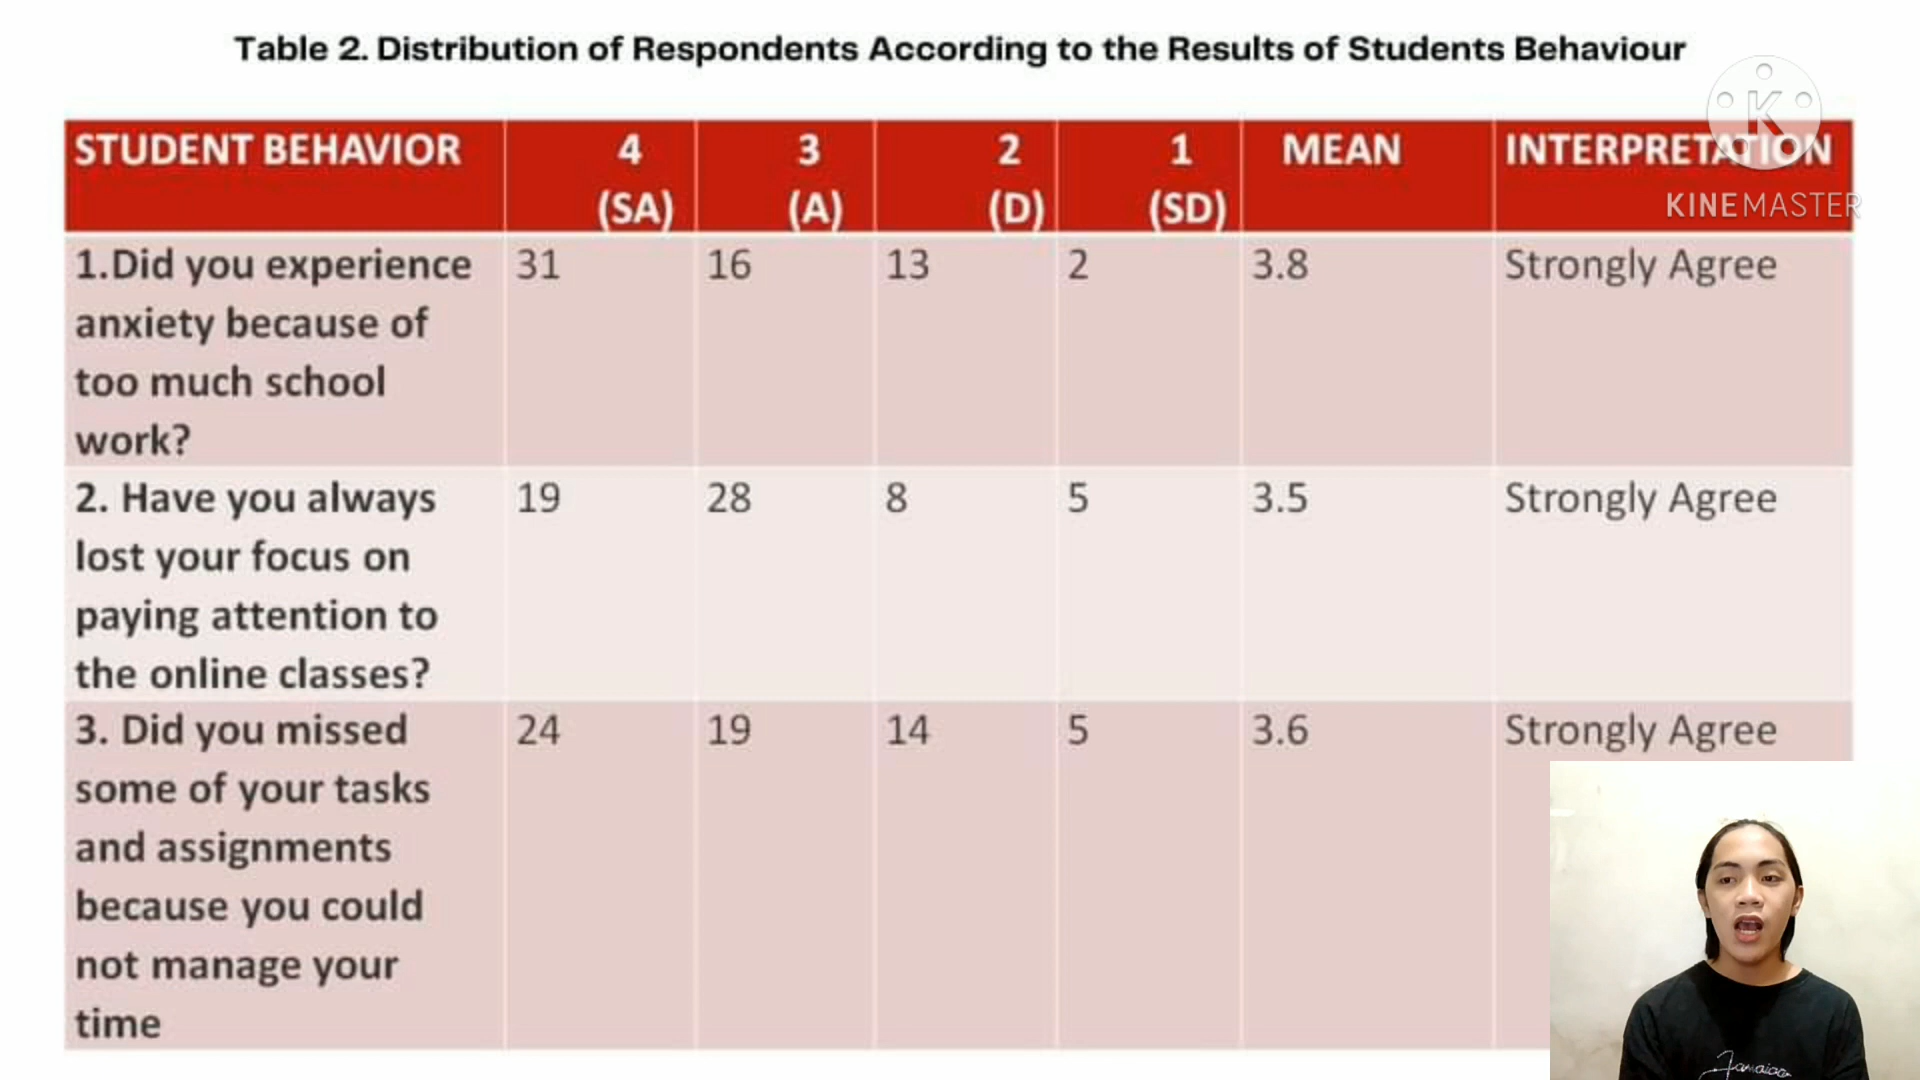 Table 2. Distribution of Respondents According to the Results of Students Behaviour
K
KINEMASTER
STUDENT BEHAVIOR 4 (SA) 3 (A) 2 (D) 1 (SD) MEAN INTERPRETATION
1.Did you experience 31 16 13 2 3.8 Strongly Agree
anxiety because of
too much school
work?
2. Have you always 19 28 8 5 3.5 Strongly Agree
lost your focus on
paying attention to
the online classes?
3. Did you missed 24 19 14 5 3.6 Strongly Agree
some of your tasks
and assignments
because you could
not manage your
time
Jamaica